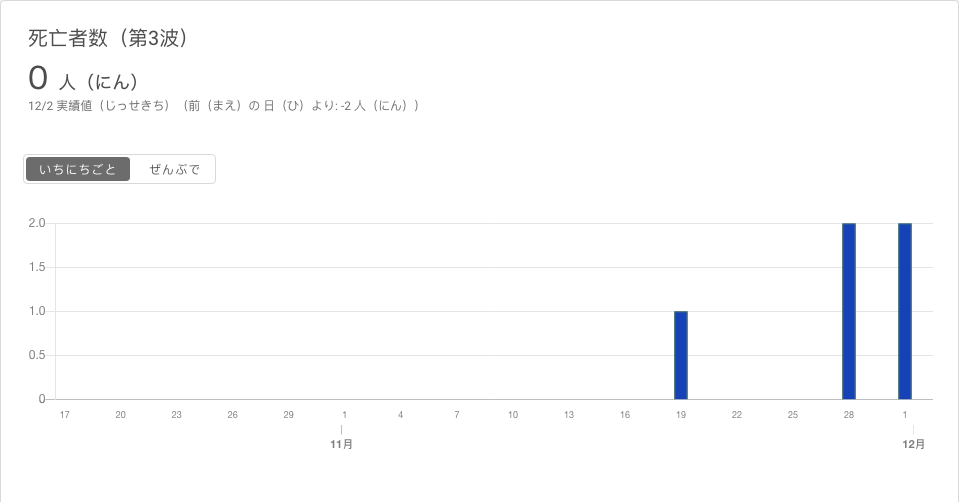 死亡者数（第3波）
0 人（にん）
12/2 実績値（じっせきち）（前（まえ）の 日（ひ）より: -2 人（にん））
いちにちごと ぜんぶで
2.0
1.5
1.0
0.5
0
17 20 23 26 29 1 4 7 10 13 16 19 22 25 28 1
11月 12月